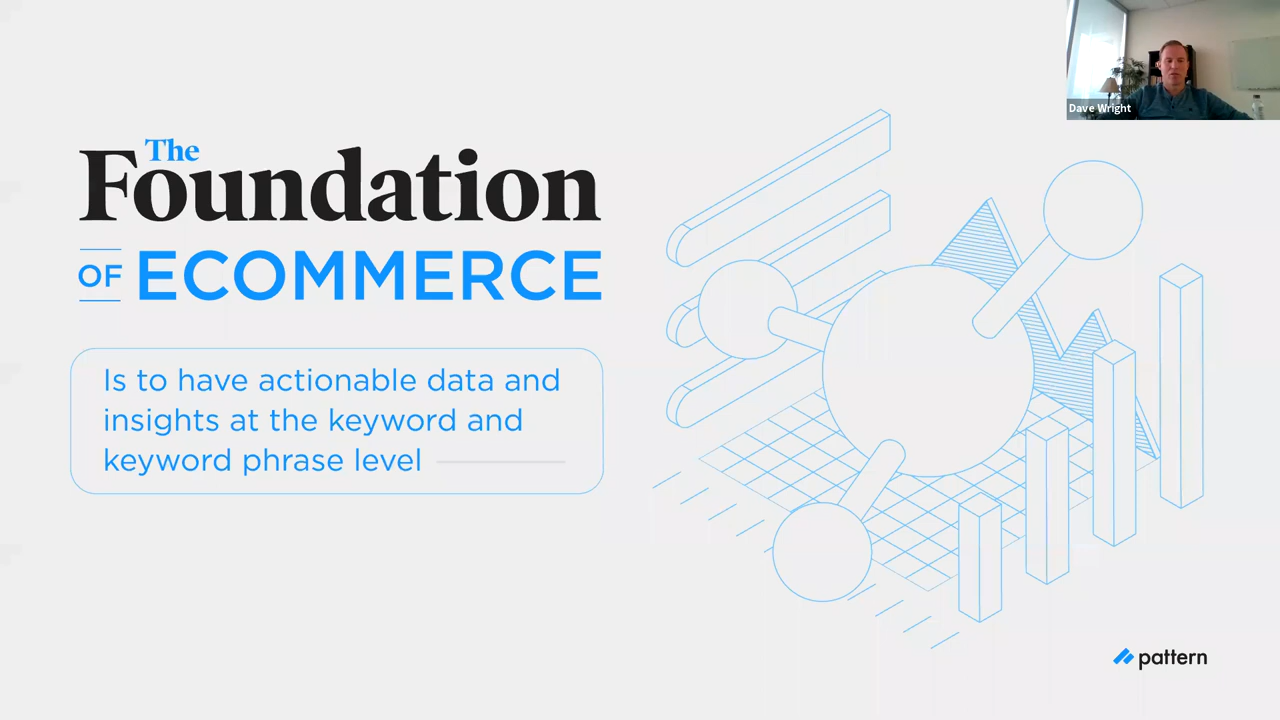 The
Foundation
OF ECOMMERCE
Is to have actionable data and
insights at the keyword and
keyword phrase level
Dave Wright
pattern